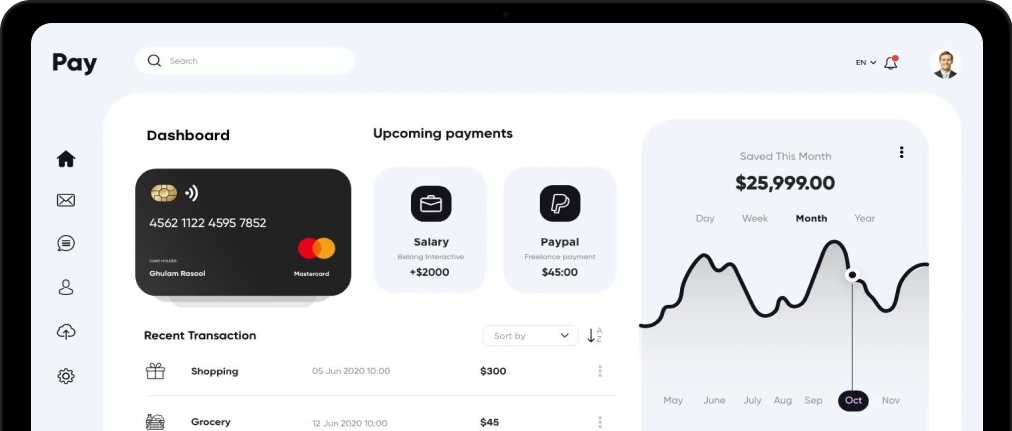 Pay
Search
EN
Dashboard
4562 1122 4595 7852
CARD HOLDER
Ghulam Rasool
Mastercard
Upcoming payments
Salary
Belong Interactive
+$2000
Paypal
Freelance payment
$45:00
Saved This Month
$25,999.00
Day Week Month Year
May June July Aug Sep Oct Nov
Recent Transaction
Sort by
A
Z
Shopping 05 Jun 2020 10:00 $300
Grocery 12 Jun 2020 10:00 $45